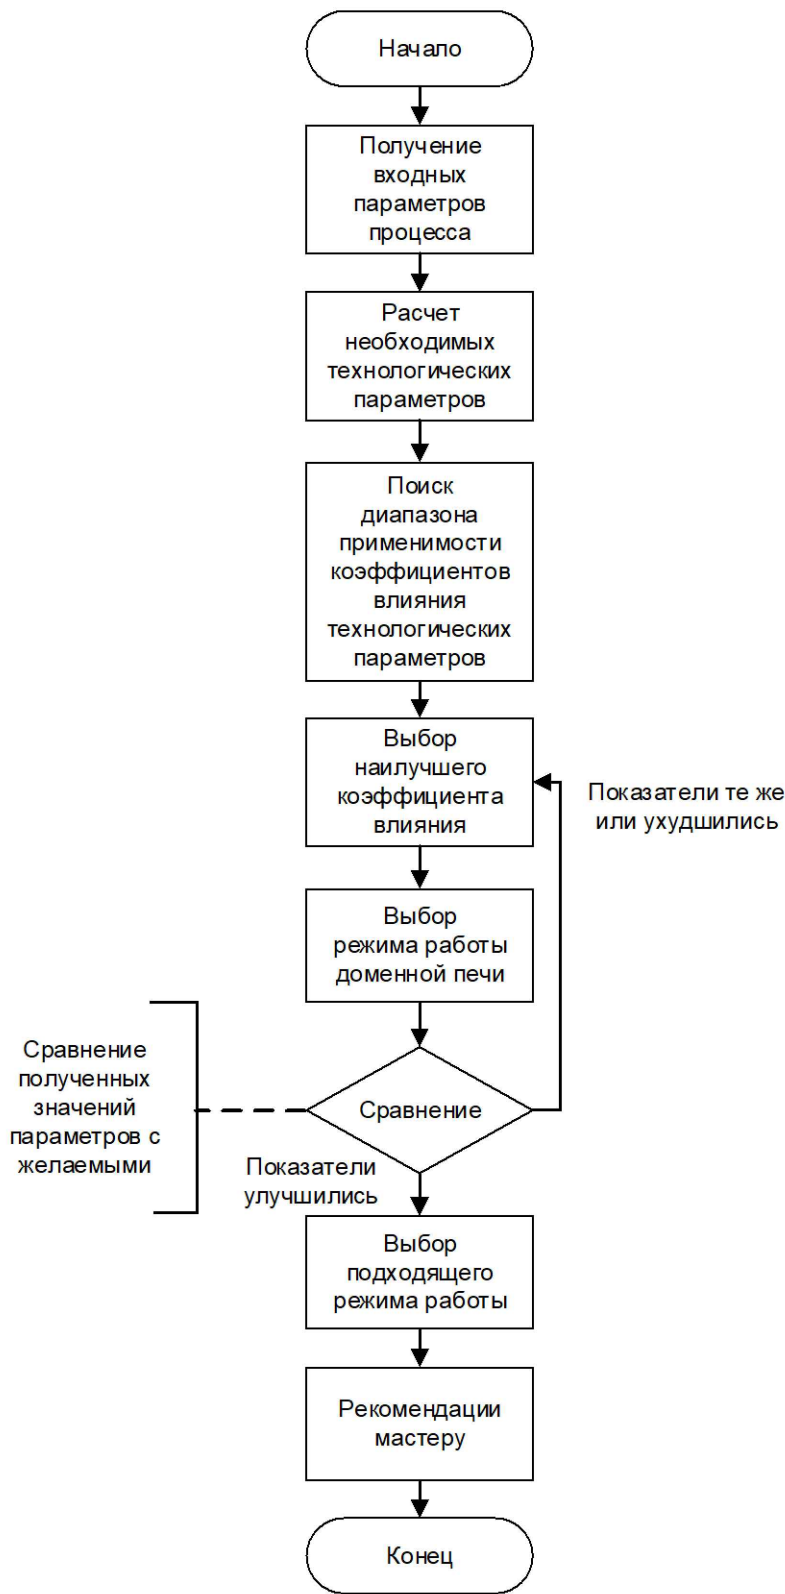 Начало
Получение
входных
параметров
процесса
Расчет
необходимых
технологических
параметров
Поиск
диапазона
применимости
коэффициентов
влияния
технологических
параметров
Выбор
наилучшего
коэффициента
влияния
Показатели те же
или ухудшились
Выбор
режима работы
доменной печи
Сравнение
полученных
значений
параметров с
желаемыми
Сравнение
Показатели
улучшились
Выбор
подходящего
режима работы
Рекомендации
мастеру
Конец